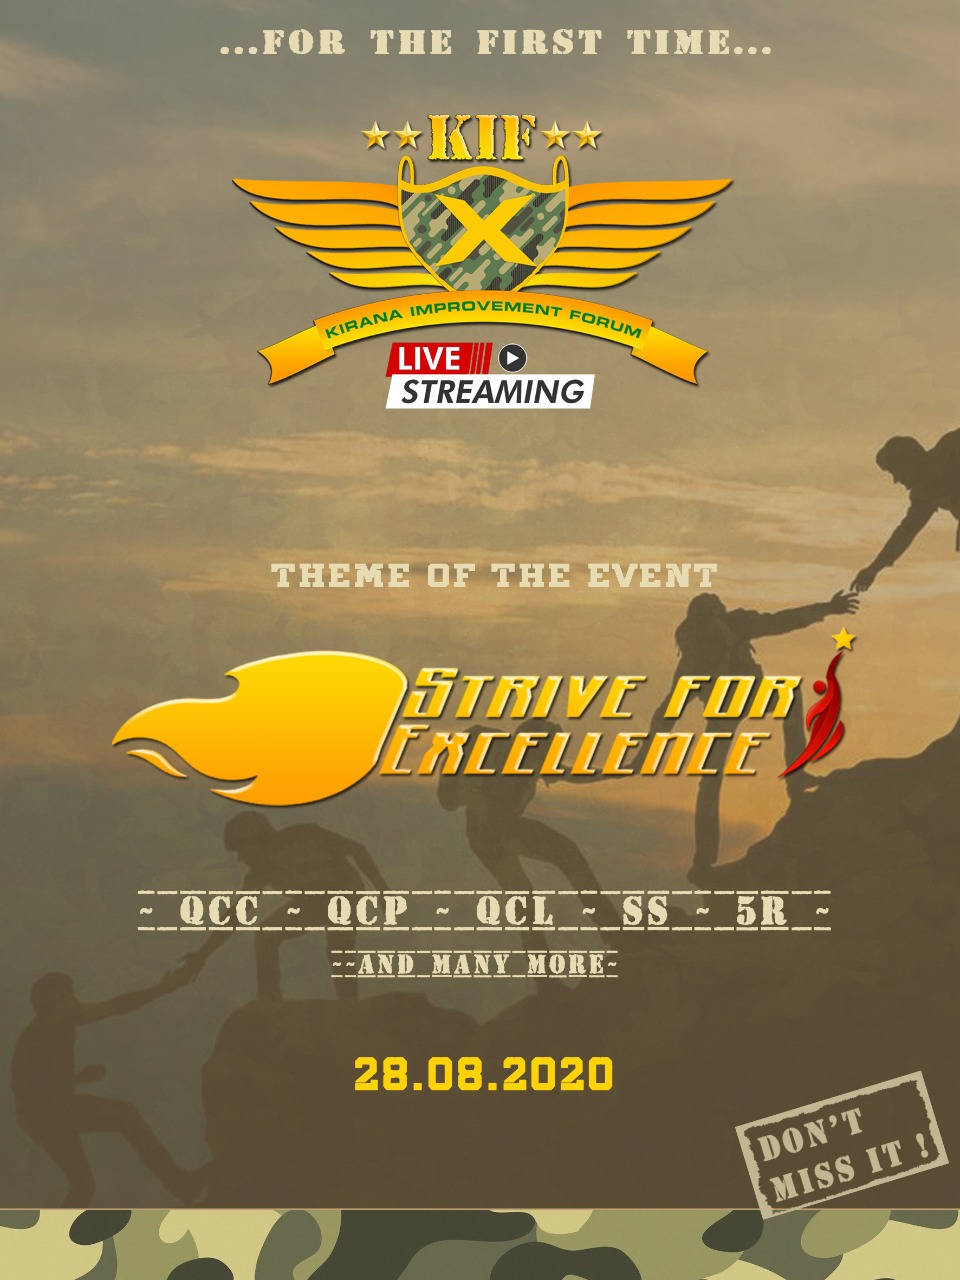 ...FOR THE FIRST TIME...
KIF
X
KIRANA IMPROVEMENT FORUM
LIVE
STREAMING
THEME OF THE EVENT
STRIVE FOR
EXCELLENCE
~ QCC ~ QCP ~ QCL ~ SS ~ 5R ~
~~AND MANY MORE~
28.08.2020
DON'T
MISS IT !